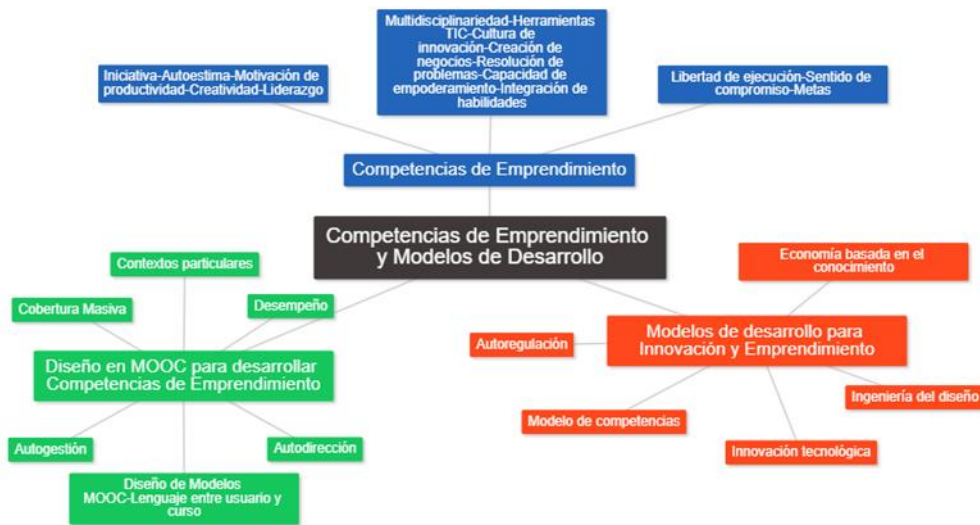 Multidisciplinariedad-Herramientas
TIC-Cultura de
innovación-Creación de
negocios-Resolución de
problemas-Capacidad de
empoderamiento-Integración de
habilidades
Iniciativa-Autoestima-Motivación de
productividad-Creatividad-Liderazgo
Libertad de ejecución-Sentido de
compromiso-Metas
Competencias de Emprendimiento
Competencias de Emprendimiento
y Modelos de Desarrollo
Contextos particulares
Cobertura Masiva
Desempeño
Diseño en MOOC para desarrollar
Competencias de Emprendimiento
Autogestión
Autodirección
Diseño de Modelos
MOOC-Lenguaje entre usuario y
curso
Economía basada en el
conocimiento
Modelos de desarrollo para
Innovación y Emprendimiento
Autoregulación
Ingeniería del diseño
Modelo de competencias
Innovación tecnológica